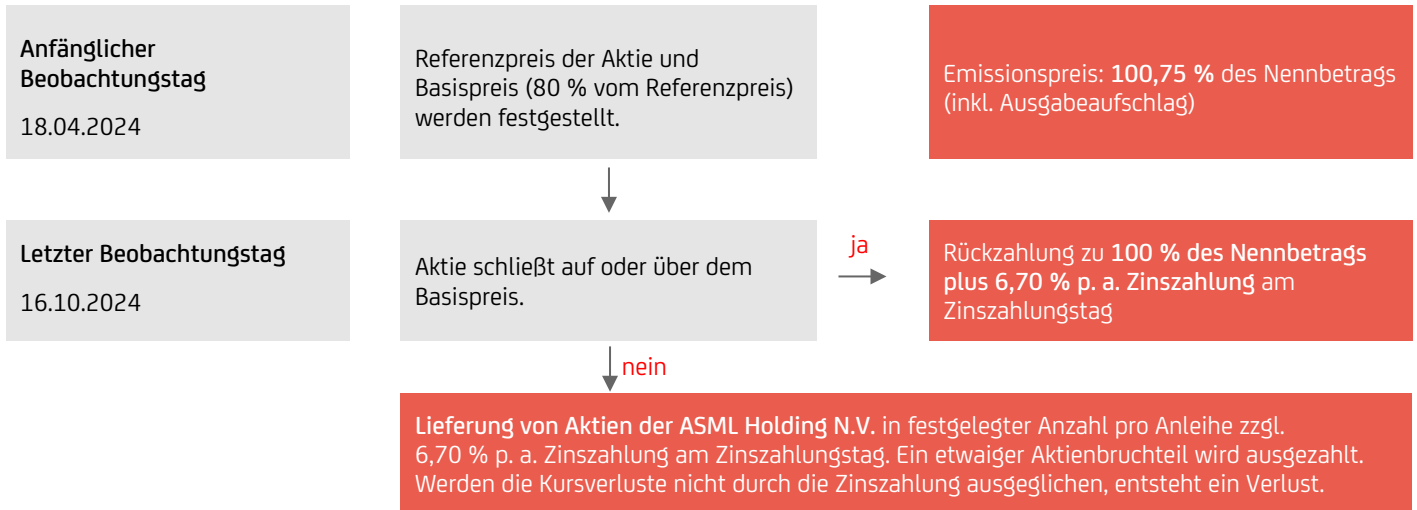 Anfänglicher
Beobachtungstag
18.04.2024
Referenzpreis der Aktie und
Basispreis (80 % vom Referenzpreis)
werden festgestellt.
Emissionspreis: 100,75 % des Nennbetrags
(inkl. Ausgabeaufschlag)
Letzter Beobachtungstag
16.10.2024
Aktie schließt auf oder über dem
Basispreis.
ja
Rückzahlung zu 100 % des Nennbetrags
plus 6,70 % p. a. Zinszahlung am
Zinszahlungstag
nein
Lieferung von Aktien der ASML Holding N.V. in festgelegter Anzahl pro Anleihe zzgl.
6,70 % p. a. Zinszahlung am Zinszahlungstag. Ein etwaiger Aktienbruchteil wird ausgezahlt.
Werden die Kursverluste nicht durch die Zinszahlung ausgeglichen, entsteht ein Verlust.